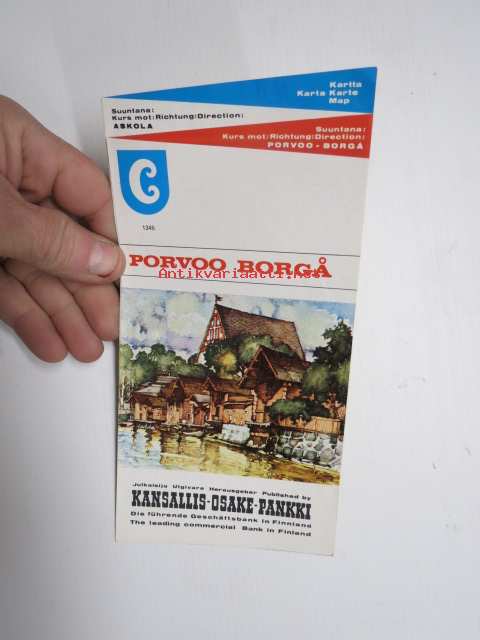 Kartta
Karta Karte
Map
Suuntana:
Kurs mot:Richtung:Direction:
ASKOLA
Suuntana:
Kurs mot:Richtung:Direction:
PORVOO - BORGÅ
C
1346
PORVOO BORGÅ
Antikvariaatti.net
Julkaisija Utgivare Herausgeber Published by
KANSALLIS-OSAKE-PANKKI
Die führende Geschäftsbank in Finnland
The leading commercial Bank in Finland